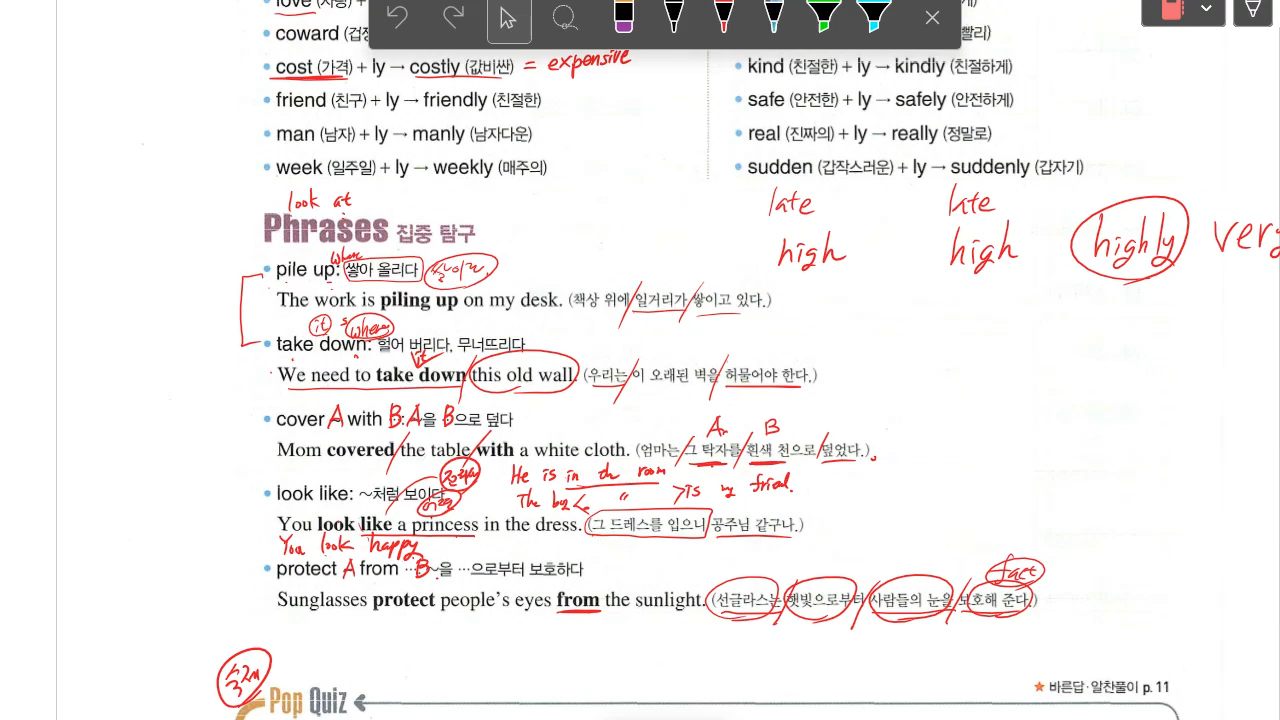 love
coward
cost (가격) + ly → costly (값비싼) = expensive
kind (친절한) + ly → kindly (친절하게)
friend (친구) + ly → friendly (친절한)
safe (안전한) + ly → safely (안전하게)
man (남자) + ly → manly (남자다운)
real (진짜의) + ly → really (정말로)
week (일주일) + ly → weekly (매주의)
sudden (갑작스러운) + ly → suddenly (갑자기)
look at
late late
high high highly very
Phrases 집중 탐구
where
pile up: 쌓아 올리다
The work is piling up on my desk. (책상 위에 일거리가 쌓이고 있다.)
it where
take down: 헐어 버리다, 무너뜨리다
it
We need to take down this old wall. (우리는 이 오래된 벽을 허물어야 한다.)
cover A with B: A을 B으로 덮다
A B
Mom covered the table with a white cloth. (엄마는 그 탁자를 흰색 천으로 덮었다.)
He is in the room
The boy < " > is my friend.
look like: ~처럼 보이다
You look like a princess in the dress. (그 드레스를 입으니 공주님 같구나.)
You look happy
protect A from ··· B ~을 ···으로부터 보호하다
fact
Sunglasses protect people's eyes from the sunlight. (선글라스는 햇빛으로부터 사람들의 눈을 보호해 준다.)
숙제
★ 바른답·알찬풀이 p. 11
Pop Quiz